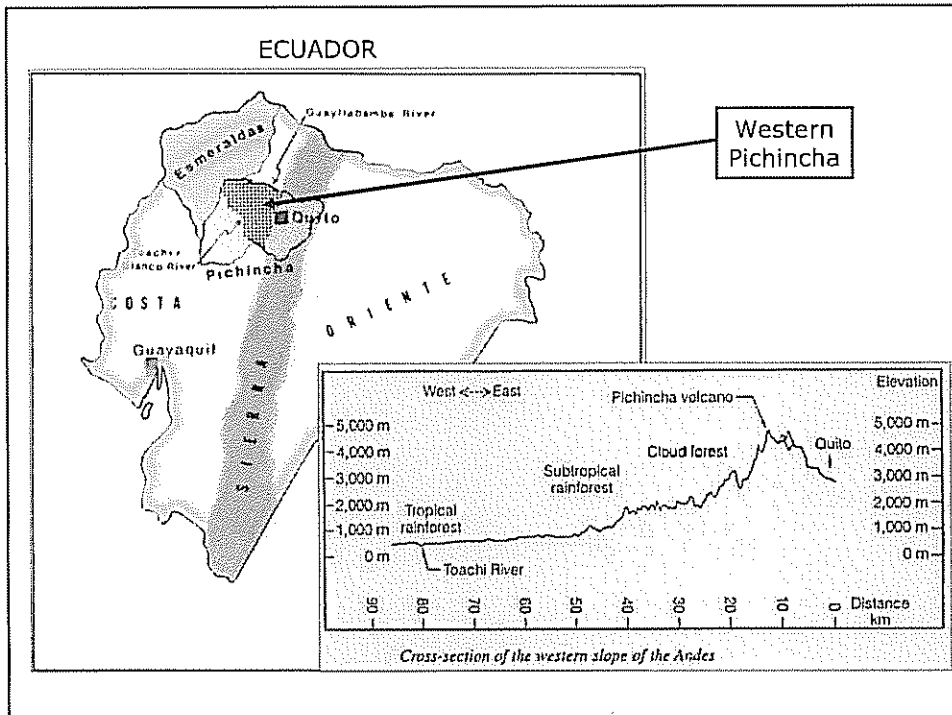 ECUADOR
Guayllabamba River
Esmeraldas
Western
Pichincha
Quito
River
Pichincha
COSTA
ORIENTE
Guayaquil
SIERRA
West <--->East
Pichincha volcano
Elevation
5,000 m
4,000 m
3,000 m
2,000 m
1,000 m
0 m
Cloud forest
Quito
Subtropical
rainforest
Tropical
rainforest
5,000 m
4,000 m
3,000 m
2,000 m
1,000 m
0 m
Toachi River
90
80
70
60
50
40
30
20
10
0
Distance
km
Cross-section of the western slope of the Andes